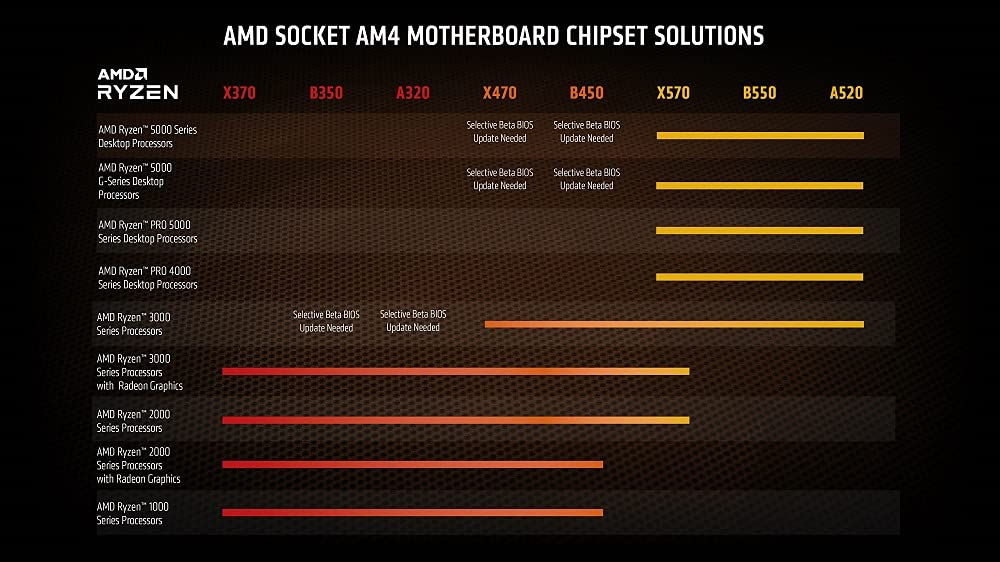 AMD SOCKET AM4 MOTHERBOARD CHIPSET SOLUTIONS
AMD
RYZEN
X370 B350 A320 X470 B450 X570 B550 A520
AMD Ryzen™ 5000 Series
Desktop Processors
Selective Beta BIOS
Update Needed
Selective Beta BIOS
Update Needed
AMD Ryzen™ 5000
G-Series Desktop
Processors
Selective Beta BIOS
Update Needed
Selective Beta BIOS
Update Needed
AMD Ryzen™ PRO 5000
Series Desktop Processors
AMD Ryzen™ PRO 4000
Series Desktop Processors
AMD Ryzen™ 3000
Series Processors
Selective Beta BIOS
Update Needed
Selective Beta BIOS
Update Needed
AMD Ryzen™ 3000
Series Processors
with Radeon Graphics
AMD Ryzen™ 2000
Series Processors
AMD Ryzen™ 2000
Series Processors
with Radeon Graphics
AMD Ryzen™ 1000
Series Processors